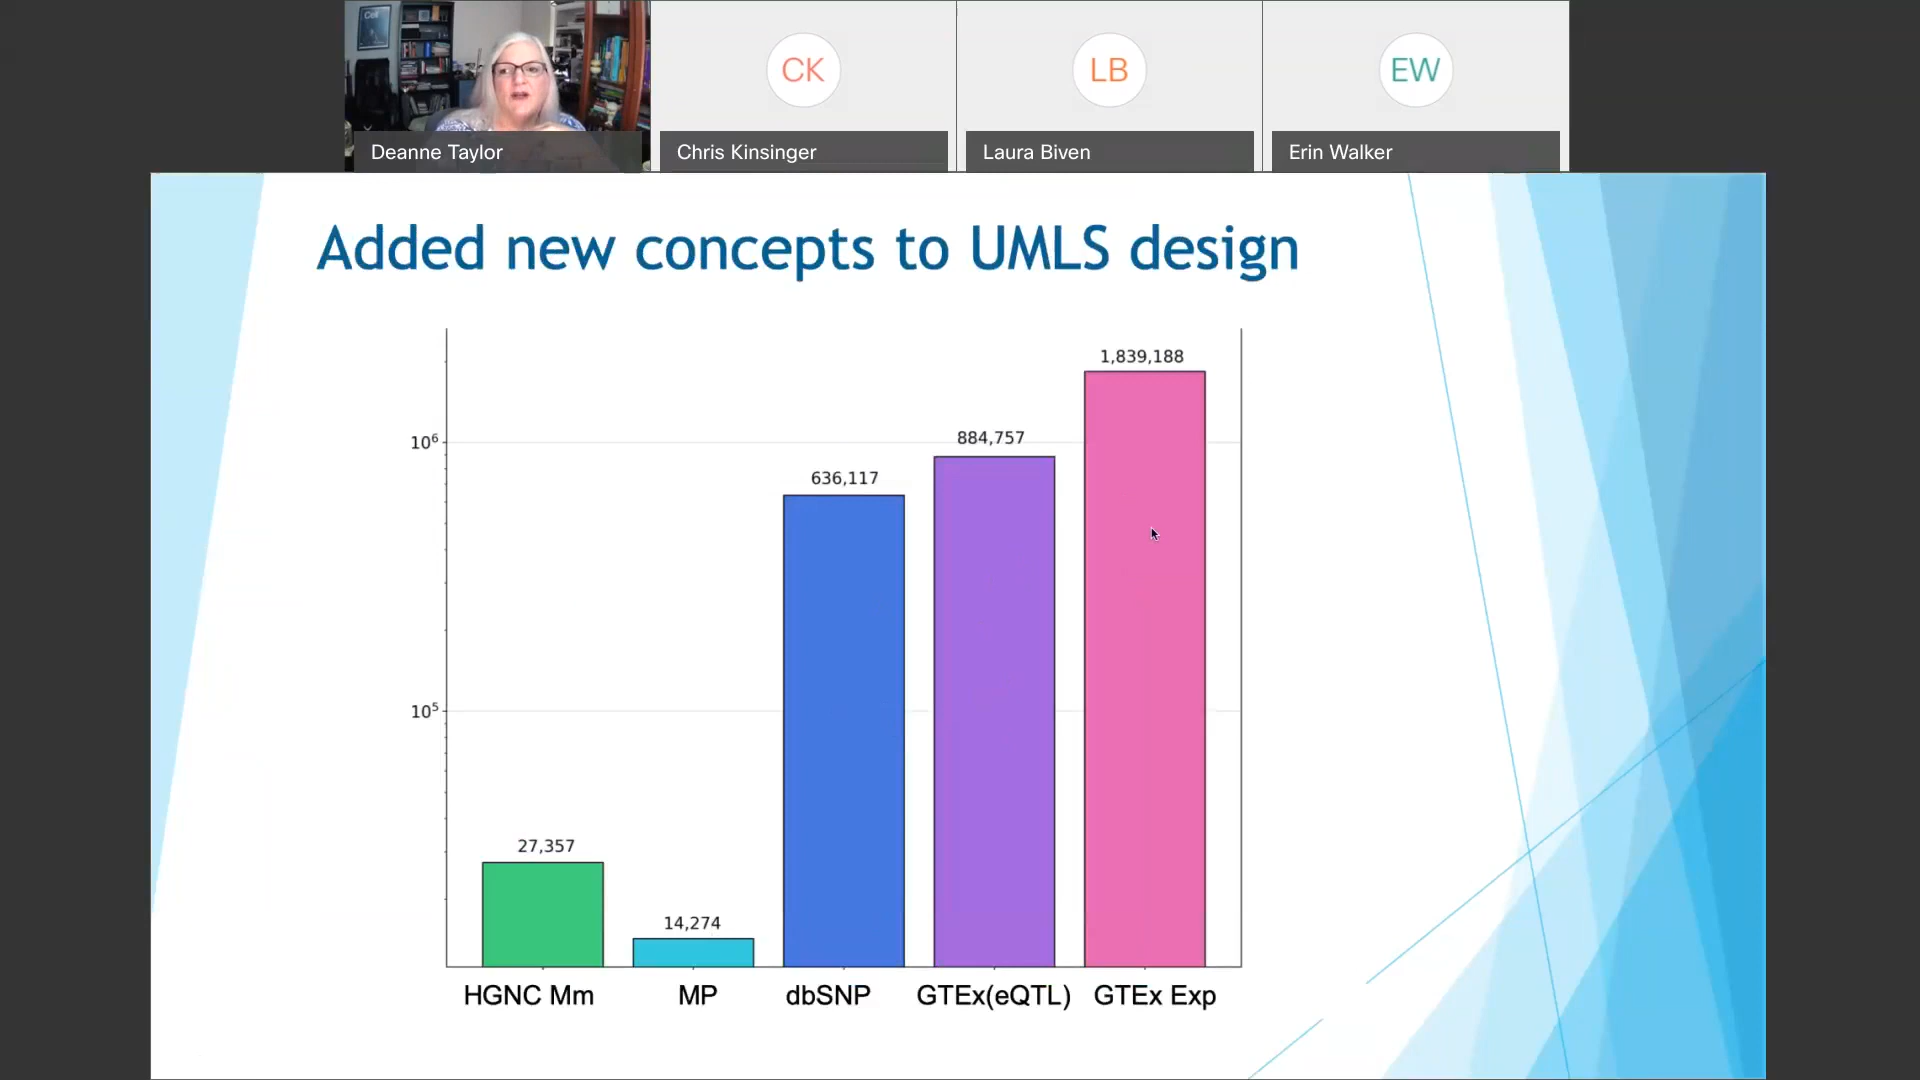 Cell
CK
LB
EW
Deanne Taylor
Chris Kinsinger
Laura Biven
Erin Walker
Added new concepts to UMLS design
1,839,188
10⁶
884,757
636,117
10⁵
27,357
14,274
HGNC Mm
MP
dbSNP
GTEx(eQTL)
GTEx Exp